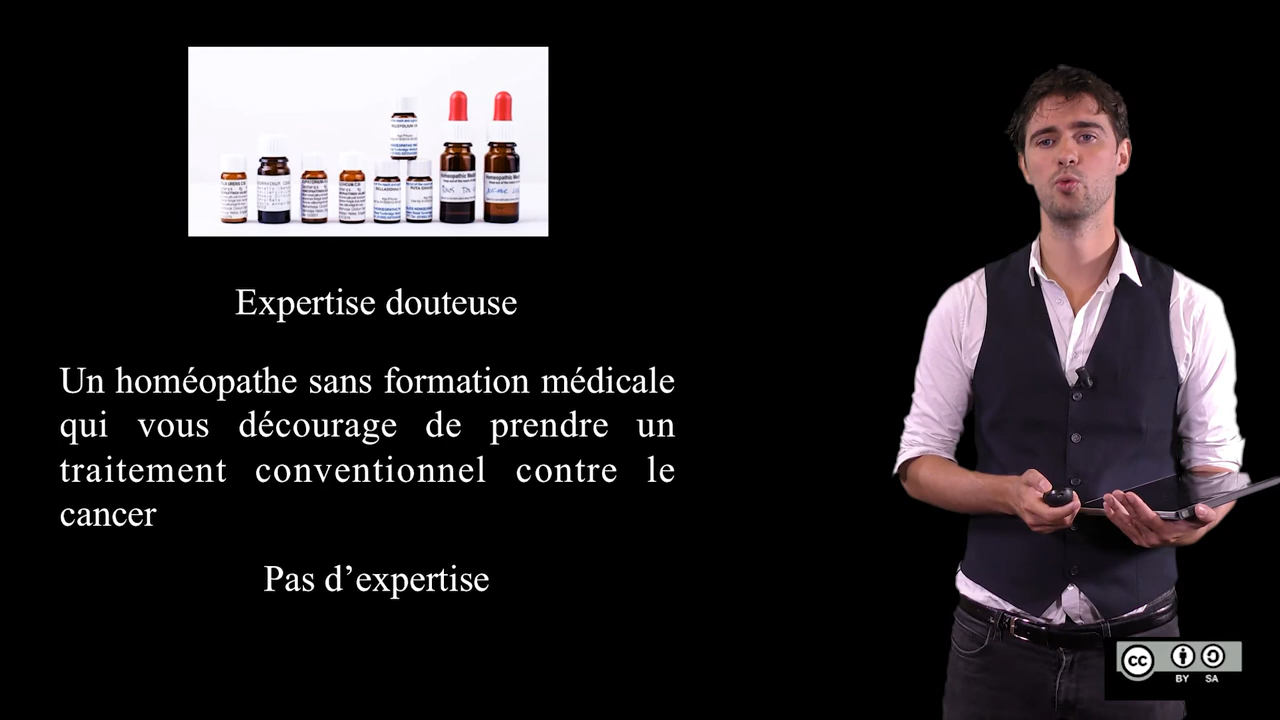 Expertise douteuse
Un homéopathe sans formation médicale
qui vous décourage de prendre un
traitement conventionnel contre le
cancer
Pas d’expertise
cc
BY SA